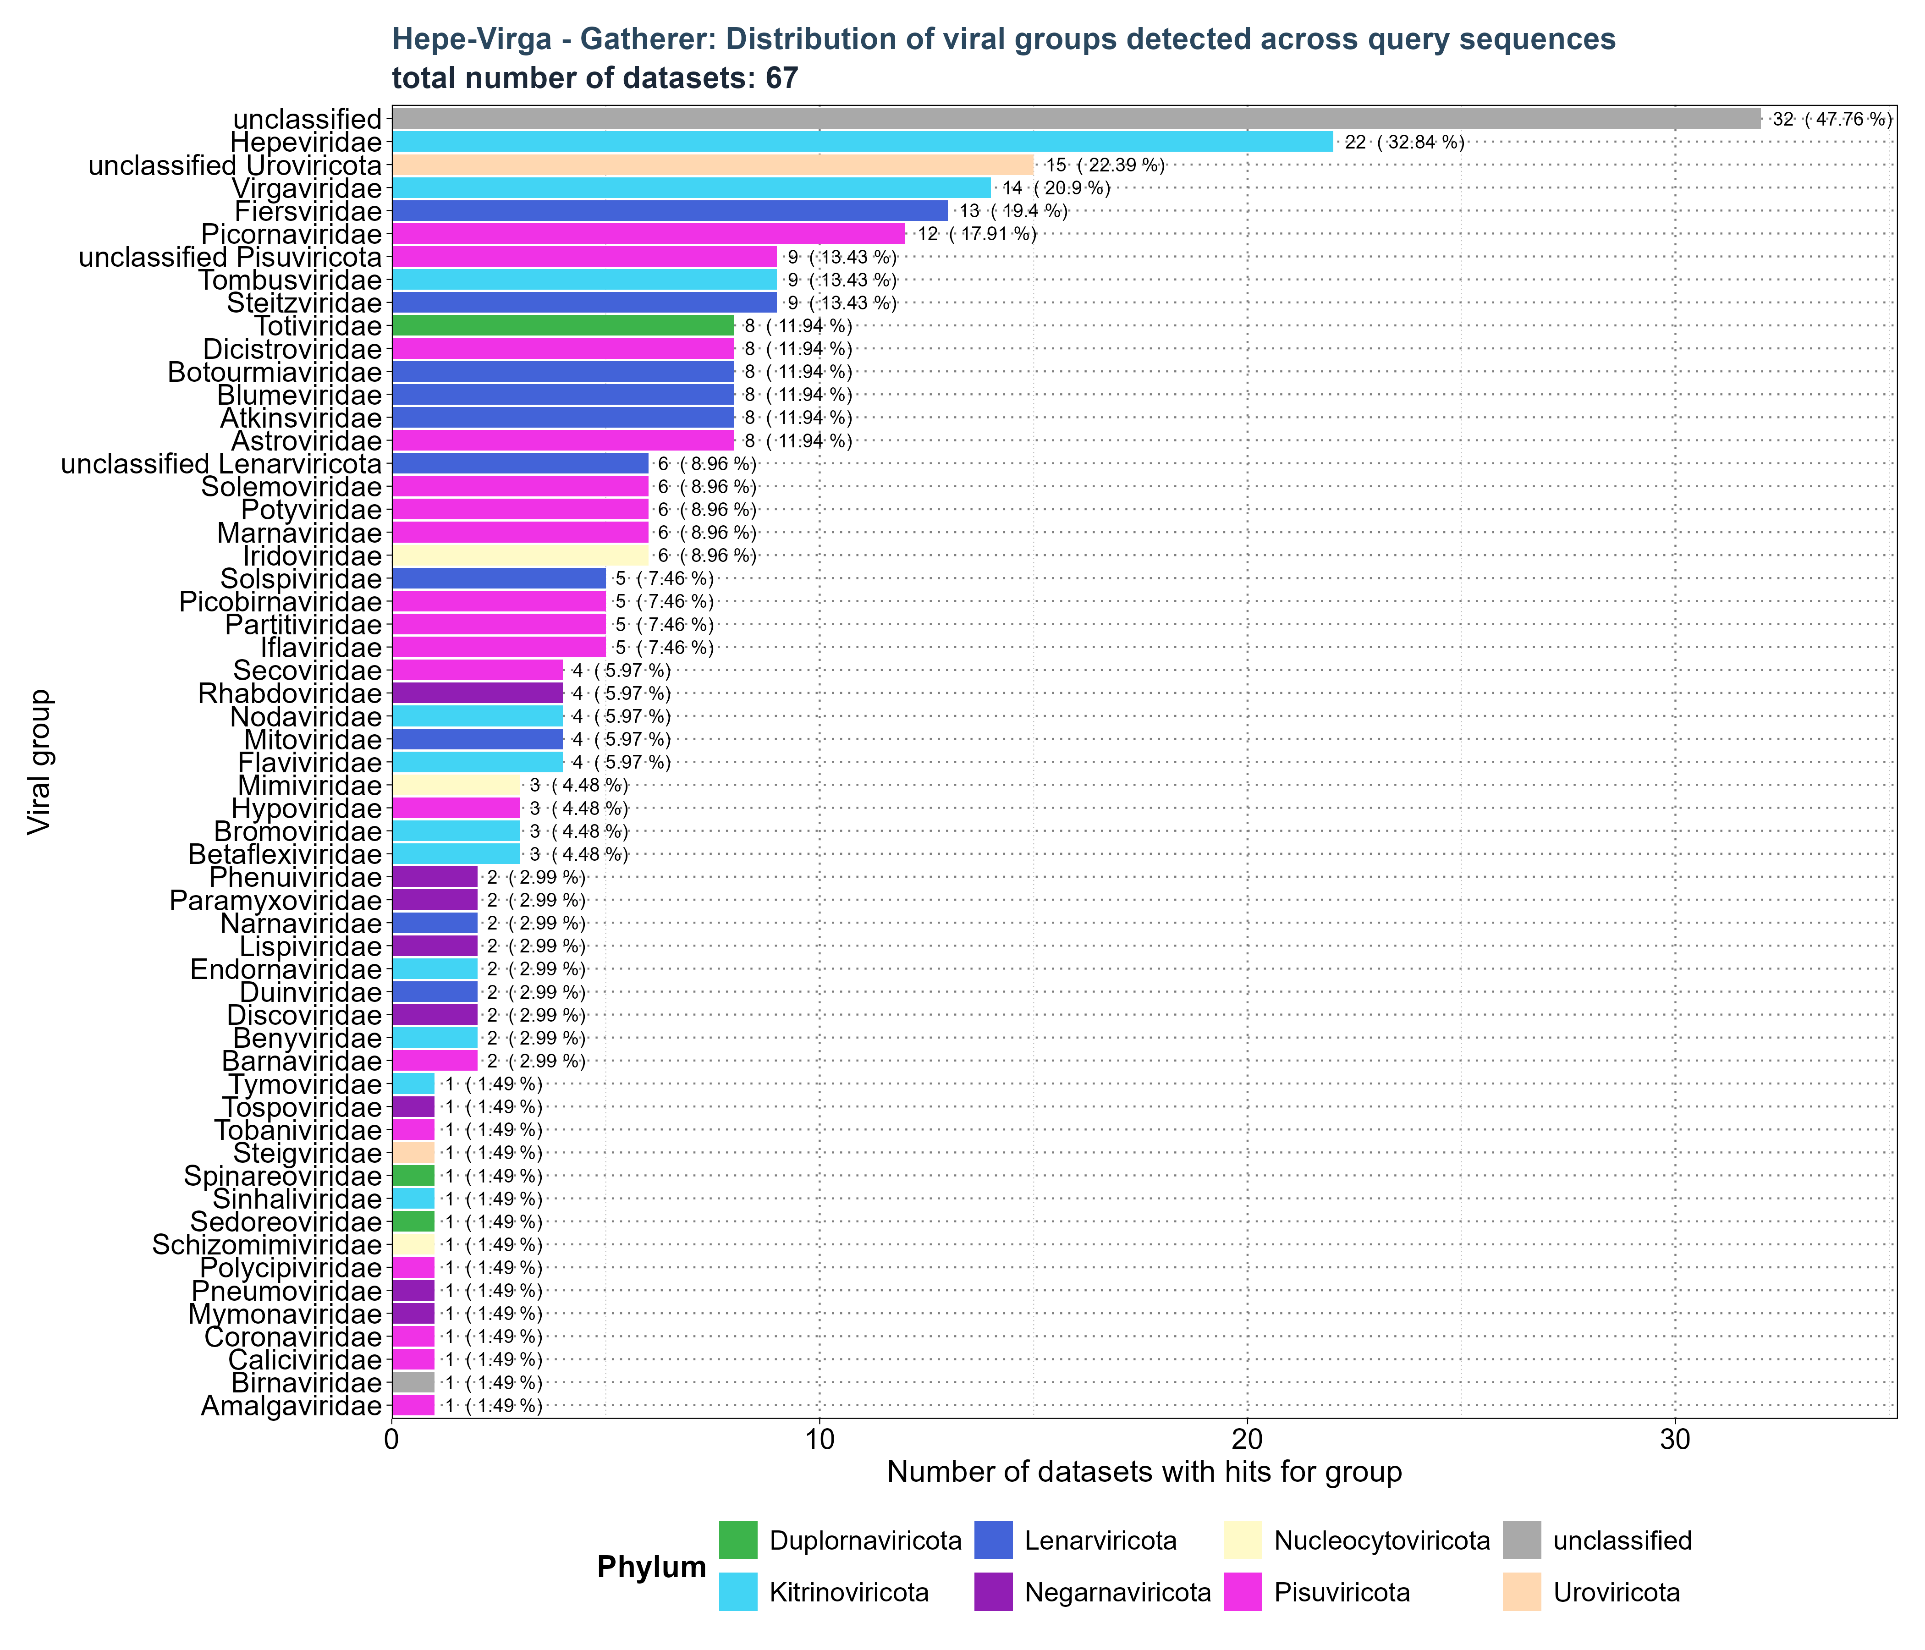 Hepe-Virga - Gatherer: Distribution of viral groups detected across query sequences
total number of datasets: 67
Viral group
unclassified 32 ( 47.76 %)
Hepeviridae 22 ( 32.84 %)
unclassified Uroviricota 15 ( 22.39 %)
Virgaviridae 14 ( 20.9 %)
Fiersviridae 13 ( 19.4 %)
Picornaviridae 12 ( 17.91 %)
unclassified Pisuviricota 9 ( 13.43 %)
Tombusviridae 9 ( 13.43 %)
Steitzviridae 9 ( 13.43 %)
Totiviridae 8 ( 11.94 %)
Dicistroviridae 8 ( 11.94 %)
Botourmiaviridae 8 ( 11.94 %)
Blumeviridae 8 ( 11.94 %)
Atkinsviridae 8 ( 11.94 %)
Astroviridae 8 ( 11.94 %)
unclassified Lenarviricota 6 ( 8.96 %)
Solemoviridae 6 ( 8.96 %)
Potyviridae 6 ( 8.96 %)
Marnaviridae 6 ( 8.96 %)
Iridoviridae 6 ( 8.96 %)
Solspiviridae 5 ( 7.46 %)
Picobirnaviridae 5 ( 7.46 %)
Partitiviridae 5 ( 7.46 %)
Iflaviridae 5 ( 7.46 %)
Secoviridae 4 ( 5.97 %)
Rhabdoviridae 4 ( 5.97 %)
Nodaviridae 4 ( 5.97 %)
Mitoviridae 4 ( 5.97 %)
Flaviviridae 4 ( 5.97 %)
Mimiviridae 3 ( 4.48 %)
Hypoviridae 3 ( 4.48 %)
Bromoviridae 3 ( 4.48 %)
Betaflexiviridae 3 ( 4.48 %)
Phenuiviridae 2 ( 2.99 %)
Paramyxoviridae 2 ( 2.99 %)
Narnaviridae 2 ( 2.99 %)
Lispiviridae 2 ( 2.99 %)
Endornaviridae 2 ( 2.99 %)
Duinviridae 2 ( 2.99 %)
Discoviridae 2 ( 2.99 %)
Benyviridae 2 ( 2.99 %)
Barnaviridae 2 ( 2.99 %)
Tymoviridae 1 ( 1.49 %)
Tospoviridae 1 ( 1.49 %)
Tobaniviridae 1 ( 1.49 %)
Steigviridae 1 ( 1.49 %)
Spinareoviridae 1 ( 1.49 %)
Sinhaliviridae 1 ( 1.49 %)
Sedoreoviridae 1 ( 1.49 %)
Schizomimiviridae 1 ( 1.49 %)
Polycipiviridae 1 ( 1.49 %)
Pneumoviridae 1 ( 1.49 %)
Mymonaviridae 1 ( 1.49 %)
Coronaviridae 1 ( 1.49 %)
Caliciviridae 1 ( 1.49 %)
Birnaviridae 1 ( 1.49 %)
Amalgaviridae 1 ( 1.49 %)
0 10 20 30
Number of datasets with hits for group
Phylum
Duplornaviricota Lenarviricota Nucleocytoviricota unclassified
Kitrinoviricota Negarnaviricota Pisuviricota Uroviricota